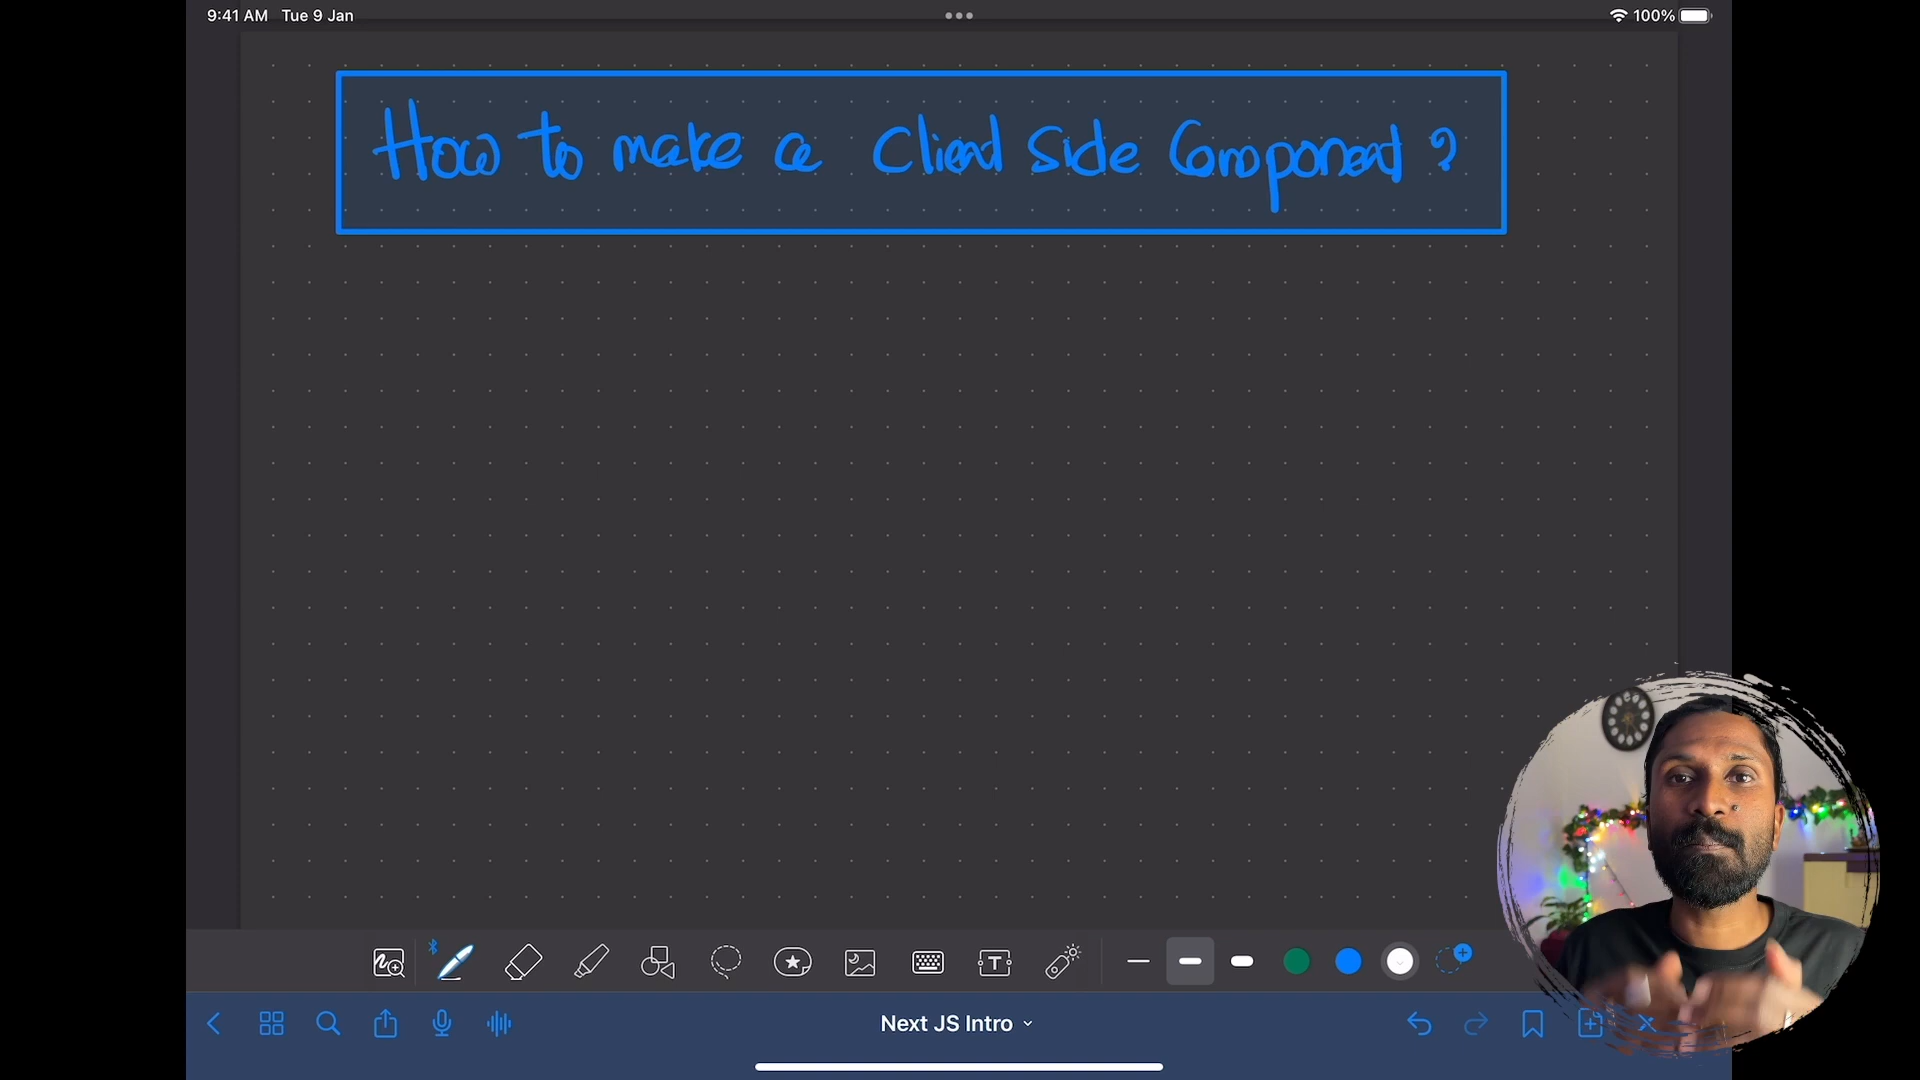 9:41 AM Tue 9 Jan
100%
How to make a Client Side Component ?
T
Next JS Intro